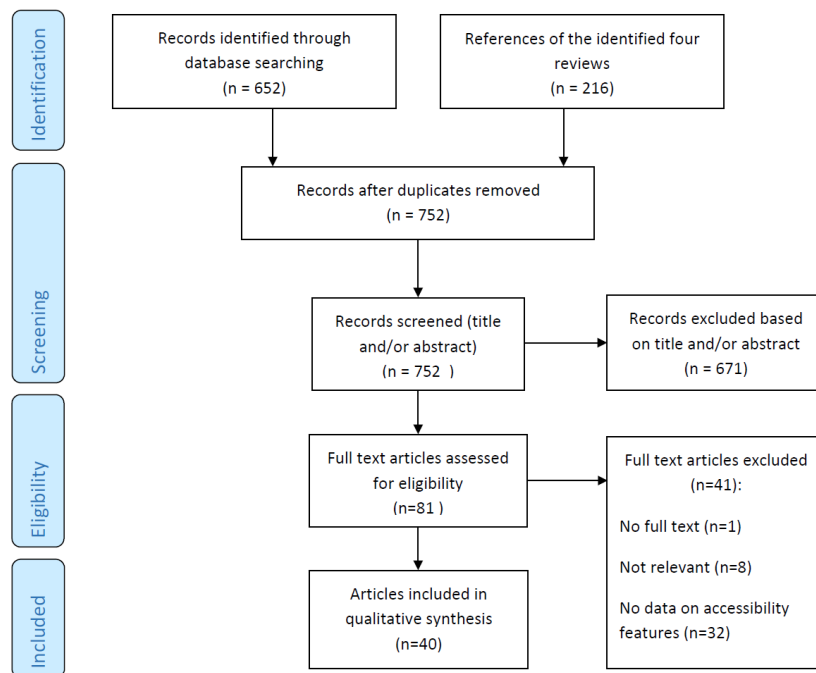 Identification
Records identified through
database searching
(n = 652)
References of the identified four
reviews
(n = 216)
Screening
Records after duplicates removed
(n = 752)
Records screened (title
and/or abstract)
(n = 752 )
Records excluded based
on title and/or abstract
(n = 671)
Eligibility
Full text articles assessed
for eligibility
(n=81 )
Full text articles excluded
(n=41):
No full text (n=1)
Not relevant (n=8)
No data on accessibility
features (n=32)
Included
Articles included in
qualitative synthesis
(n=40)